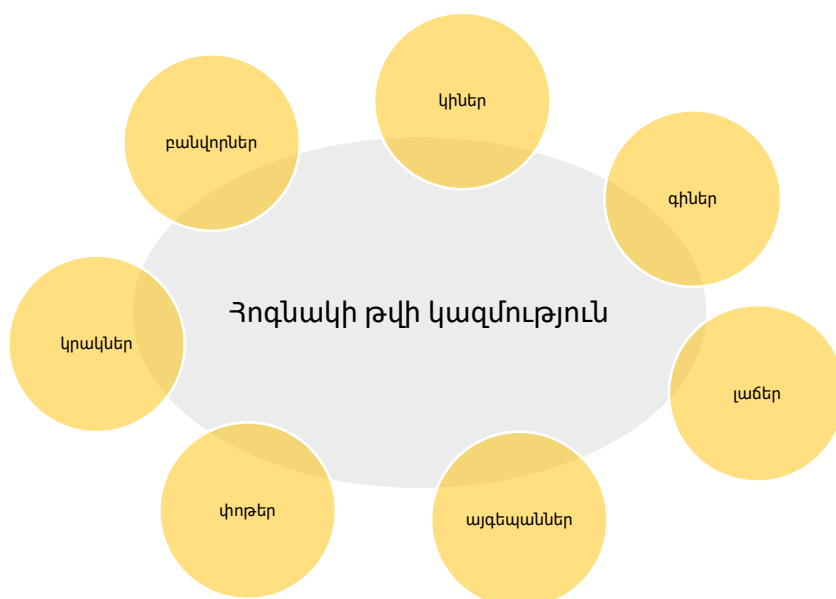 կիներ
բանվորներ
գիներ
Հոգնակի թվի կազմություն
կրակներ
լաճեր
փոթեր
այգեպաններ